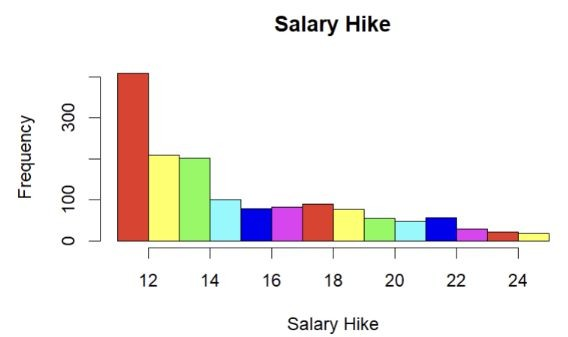 Salary Hike
Frequency
300
100
0
12 14 16 18 20 22 24
Salary Hike